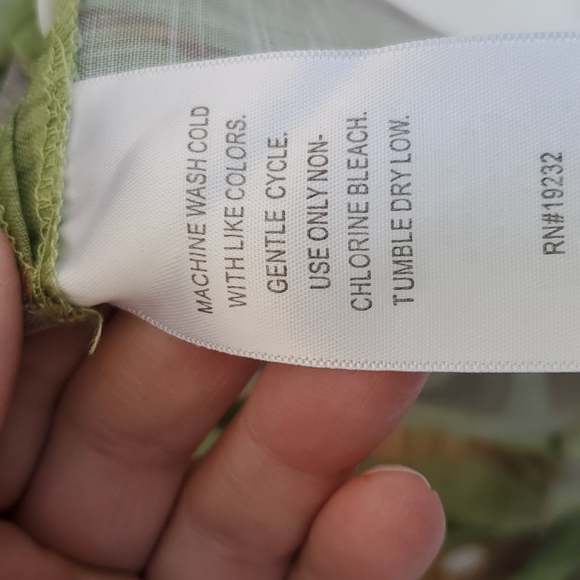 MACHINE WASH COLD
WITH LIKE COLORS.
GENTLE CYCLE.
USE ONLY NON-
CHLORINE BLEACH.
TUMBLE DRY LOW.
RN#19232